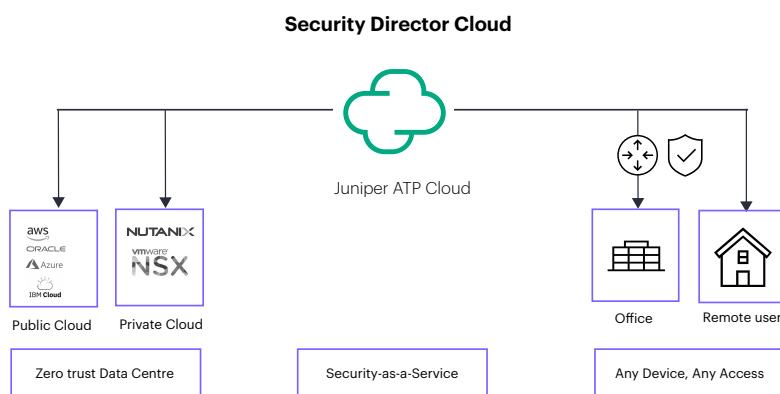 Security Director Cloud
Juniper ATP Cloud
aws
ORACLE
Azure
IBM Cloud
NUTANIX
vmware
NSX
Public Cloud
Private Cloud
Office
Remote user
Zero trust Data Centre
Security-as-a-Service
Any Device, Any Access